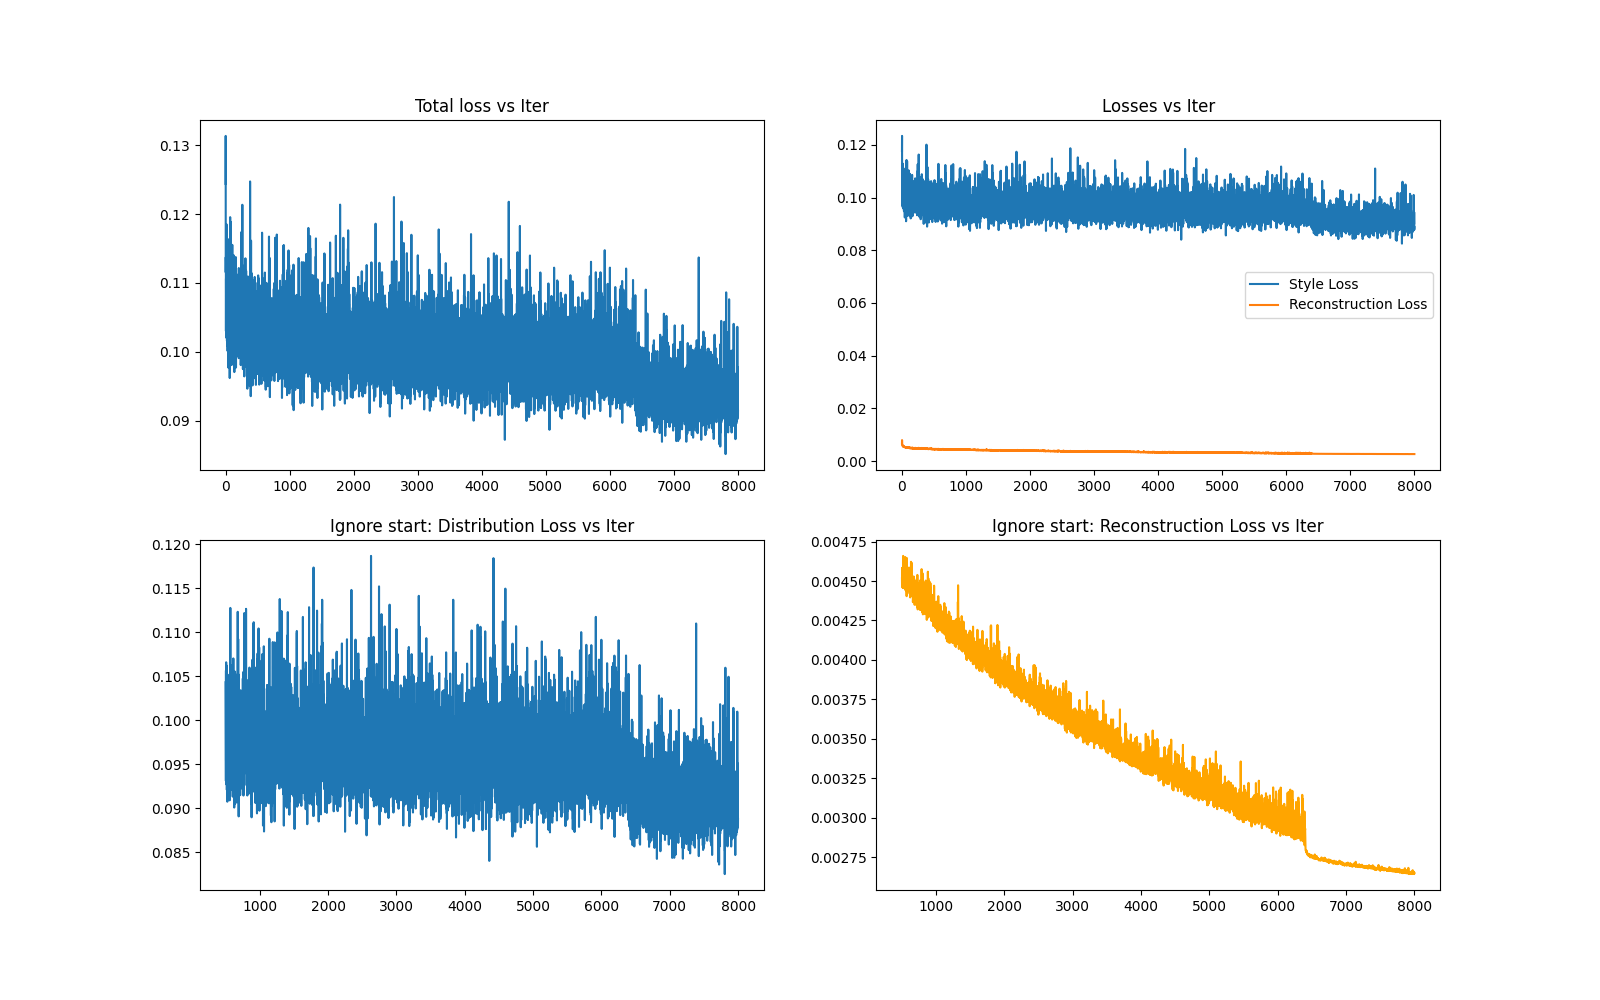 Total loss vs Iter
0.13
0.12
0.11
0.10
0.09
0 1000 2000 3000 4000 5000 6000 7000 8000
Losses vs Iter
0.12
0.10
0.08
0.06
0.04
0.02
0.00
Style Loss
Reconstruction Loss
0 1000 2000 3000 4000 5000 6000 7000 8000
Ignore start: Distribution Loss vs Iter
0.120
0.115
0.110
0.105
0.100
0.095
0.090
0.085
1000 2000 3000 4000 5000 6000 7000 8000
Ignore start: Reconstruction Loss vs Iter
0.00475
0.00450
0.00425
0.00400
0.00375
0.00350
0.00325
0.00300
0.00275
1000 2000 3000 4000 5000 6000 7000 8000